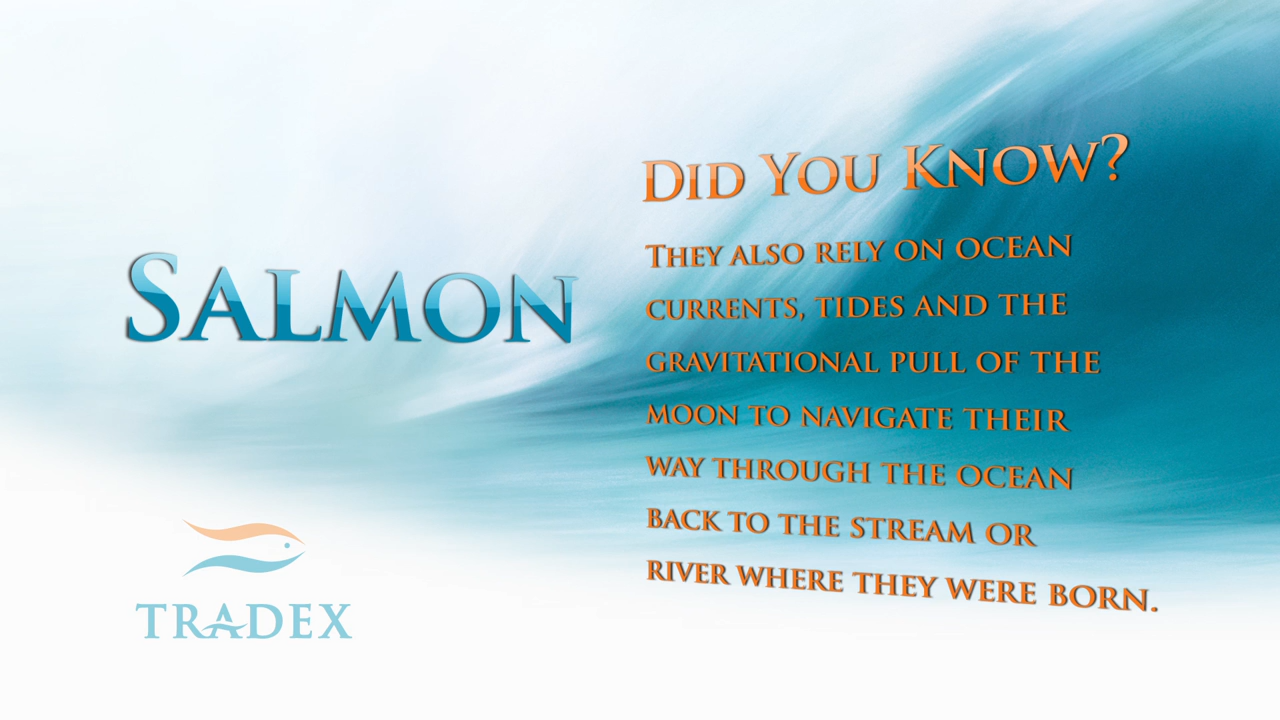 Salmon
Did You Know?
They also rely on ocean
currents, tides and the
gravitational pull of the
moon to navigate their
way through the ocean
back to the stream or
river where they were born.
TRADEX